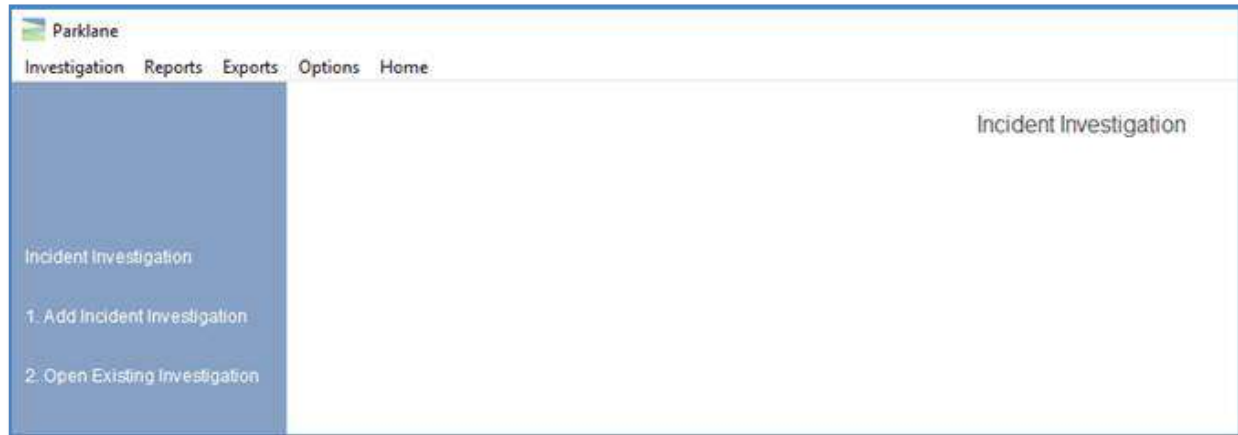 Parklane
Investigation Reports Exports Options Home
Incident Investigation
Incident Investigation
1. Add Incident Investigation
2. Open Existing Investigation